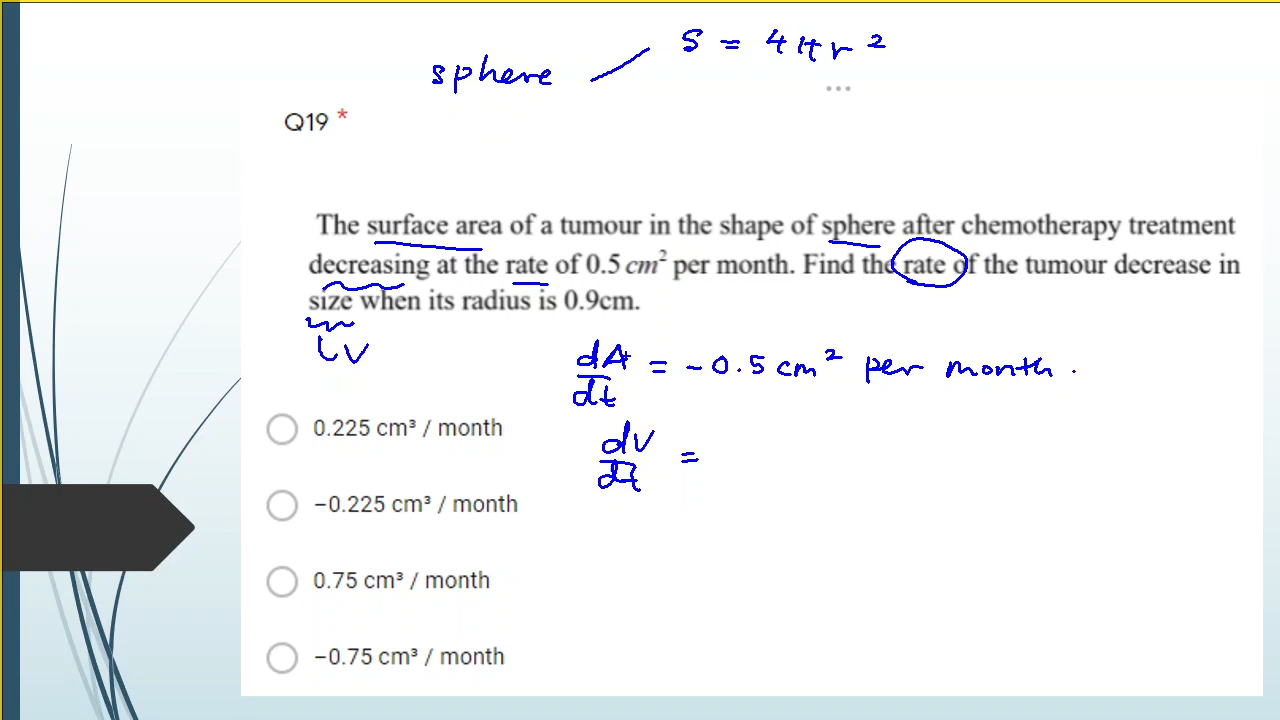 S = 4πr²
sphere
Q19 *
The surface area of a tumour in the shape of sphere after chemotherapy treatment
decreasing at the rate of 0.5 cm² per month. Find the rate of the tumour decrease in
size when its radius is 0.9cm.
V
dA/dt = -0.5 cm² per month.
0.225 cm³ / month
dV/dt =
−0.225 cm³ / month
0.75 cm³ / month
−0.75 cm³ / month